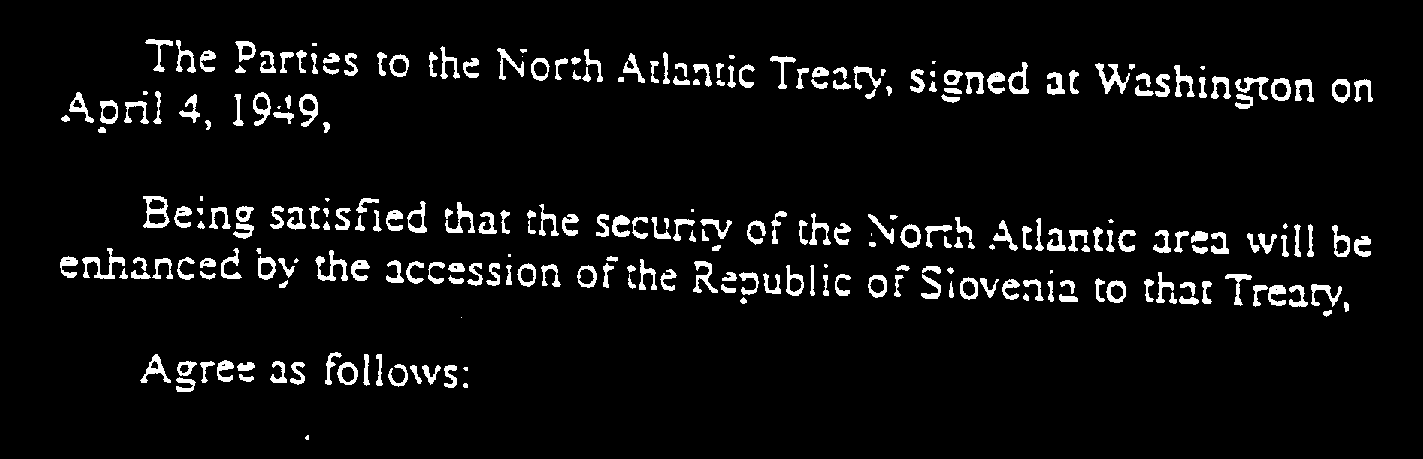 The Parties to the North Atlantic Treaty, signed at Washington on
April 4, 1949,
Being satisfied that the security of the North Atlantic area will be
enhanced by the accession of the Republic of Slovenia to that Treaty,
Agree as follows: